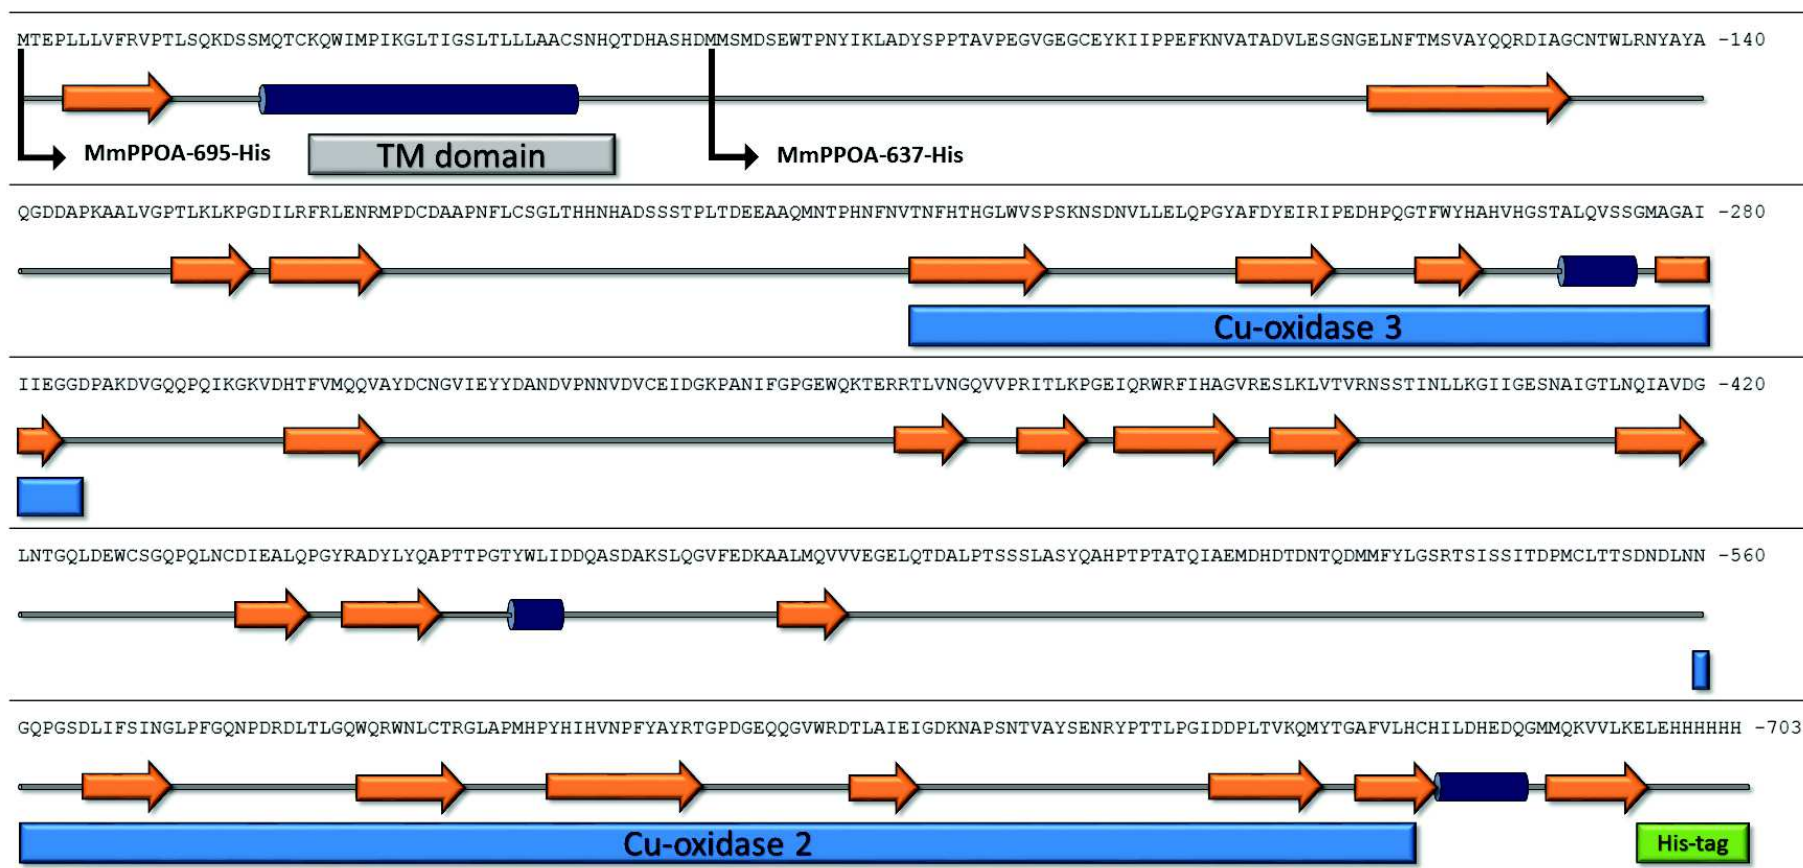 MTEPLLLVFRVPTLSQKDSSMQTCKQWIMPIKGLTIGSLTLLLAACSNHQTDHASHDMMSMDSEWTPNYIKLADYSPPTAVPEGVGEGCEYKIIPPEFKNVATADVLESGNGELNFTMSVAYQQRDIAGCNTWLRNYAYA -140
MmPPOA-695-His
TM domain
MmPPOA-637-His
QGDDAPKAALVGPTLKLKPGDILRFRLENRMPDCDAAPNFLCSGLTHHNHADSSSTPLTDEEAAQMNTPHNFNVTNFHTHGLWVSPSKNSDNVLLELQPGYAFDYEIRIPEDHPQGTFWYHAHVHGSTALQVSSGMAGAI -280
Cu-oxidase 3
IIEGGDPAKDVGQQPQIKGKVDHTFVMQQVAYDCNGVIEYYDANDVPNNVDVCEIDGKPANIFGPGEWQKTERRTLVNGQVVPRITLKPGEIQRWRFIHAGVRESLKLVTVRNSSTINLLKGIIGESNAIGTLNQIAVDG -420
LNTGQLDEWCSGQPQLNCDIEALQPGYRADYLYQAPTTPGTYWLIDDQASDAKSLQGVFEDKAALMQVVVEGELQTDALPTSSSLASYQAHPTPTATQIAEMDHDTDNTQDMMFYLGSRTSISSITDPMCLTTSDNDLNN -560
GQPGSDLIFSINGLPFGQNPDRDLTLGQWQRWNLCTRGLAPMHPYHIHVNPFYAYRTGPDGEQQGVWRDTLAIEIGDKNAPSNTVAYSENRYPTTLPGIDDPLTVKQMYTGAFVLHCHILDHEDQGMMQKVVLKELEHHHHHH -703
Cu-oxidase 2
His-tag